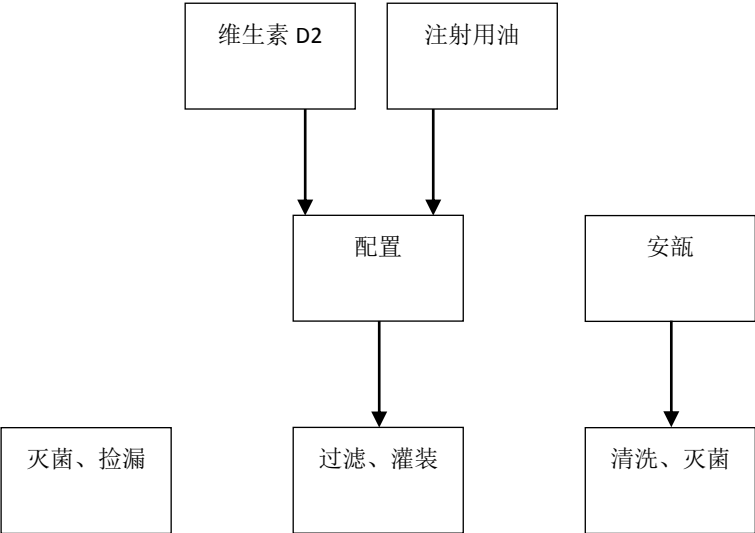 维生素 D2
注射用油
配置
安瓿
灭菌、捡漏
过滤、灌装
清洗、灭菌